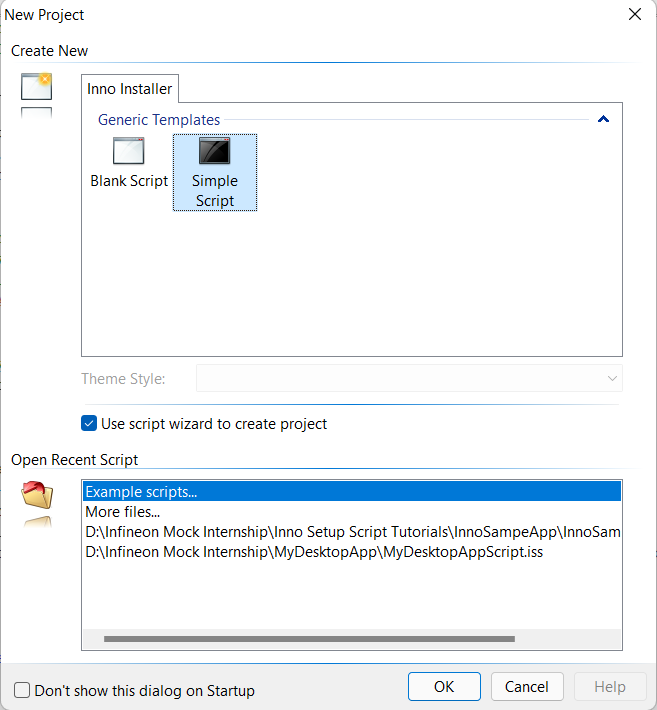 New Project
Create New
Inno Installer
Generic Templates
Blank Script
Simple
Script
Theme Style:
Use script wizard to create project
Open Recent Script
Example scripts...
More files...
D:\Infineon Mock Internship\Inno Setup Script Tutorials\InnoSampeApp\InnoSam
D:\Infineon Mock Internship\MyDesktopApp\MyDesktopAppScript.iss
Don't show this dialog on Startup
OK
Cancel
Help